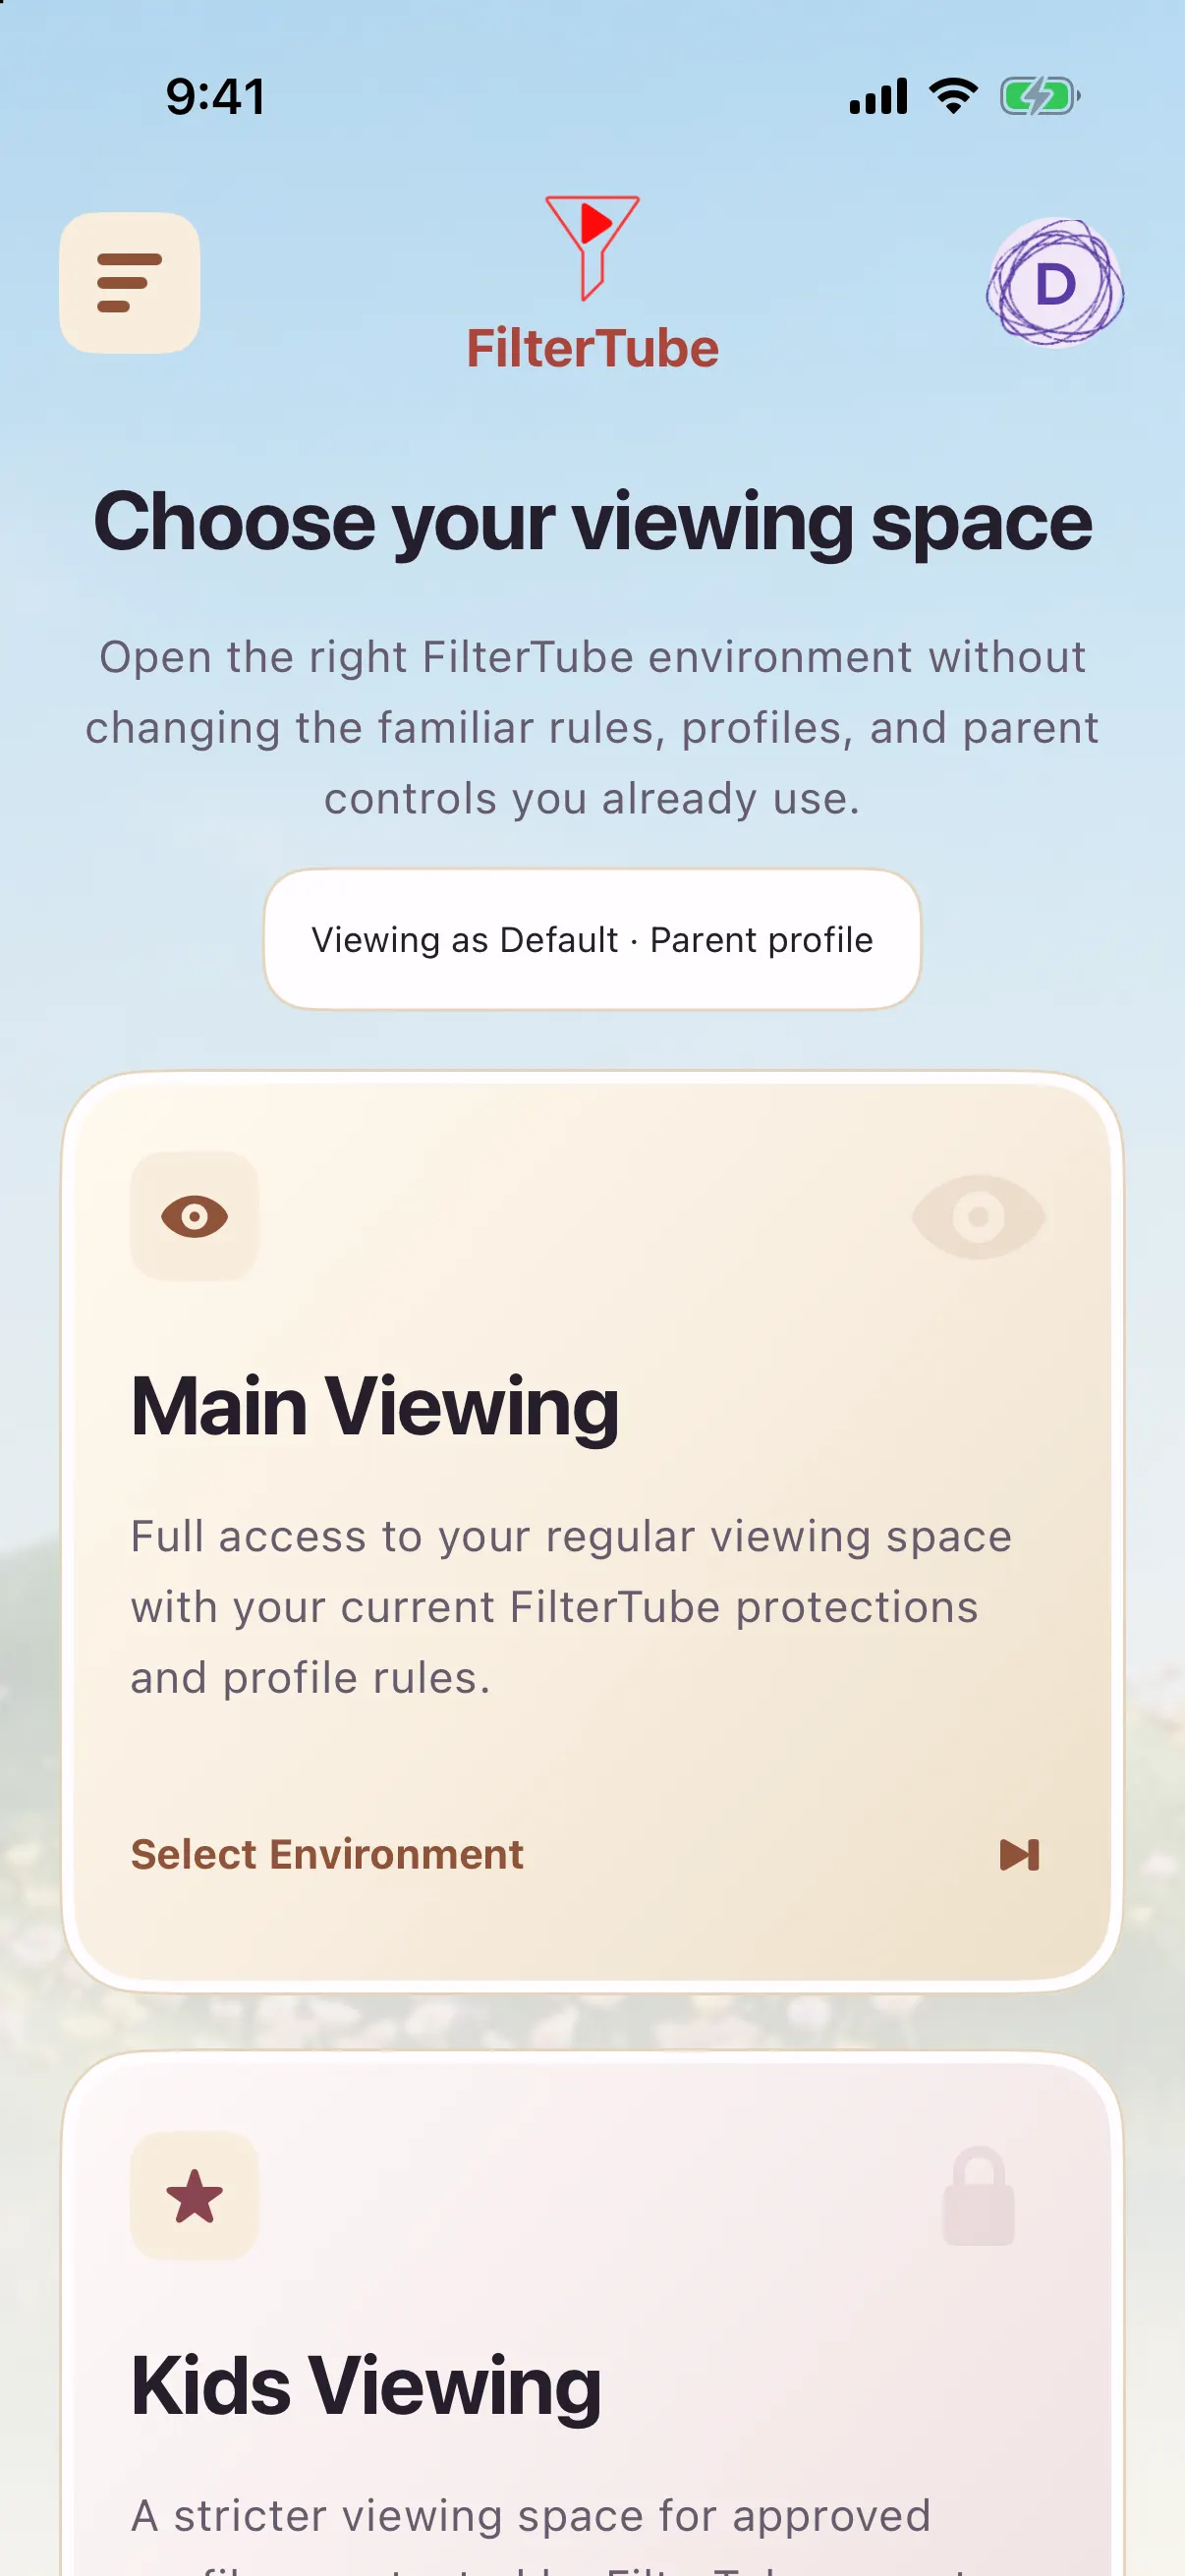 9:41
FilterTube
D
Choose your viewing space
Open the right FilterTube environment without
changing the familiar rules, profiles, and parent
controls you already use.
Viewing as Default · Parent profile
Main Viewing
Full access to your regular viewing space
with your current FilterTube protections
and profile rules.
Select Environment
Kids Viewing
A stricter viewing space for approved